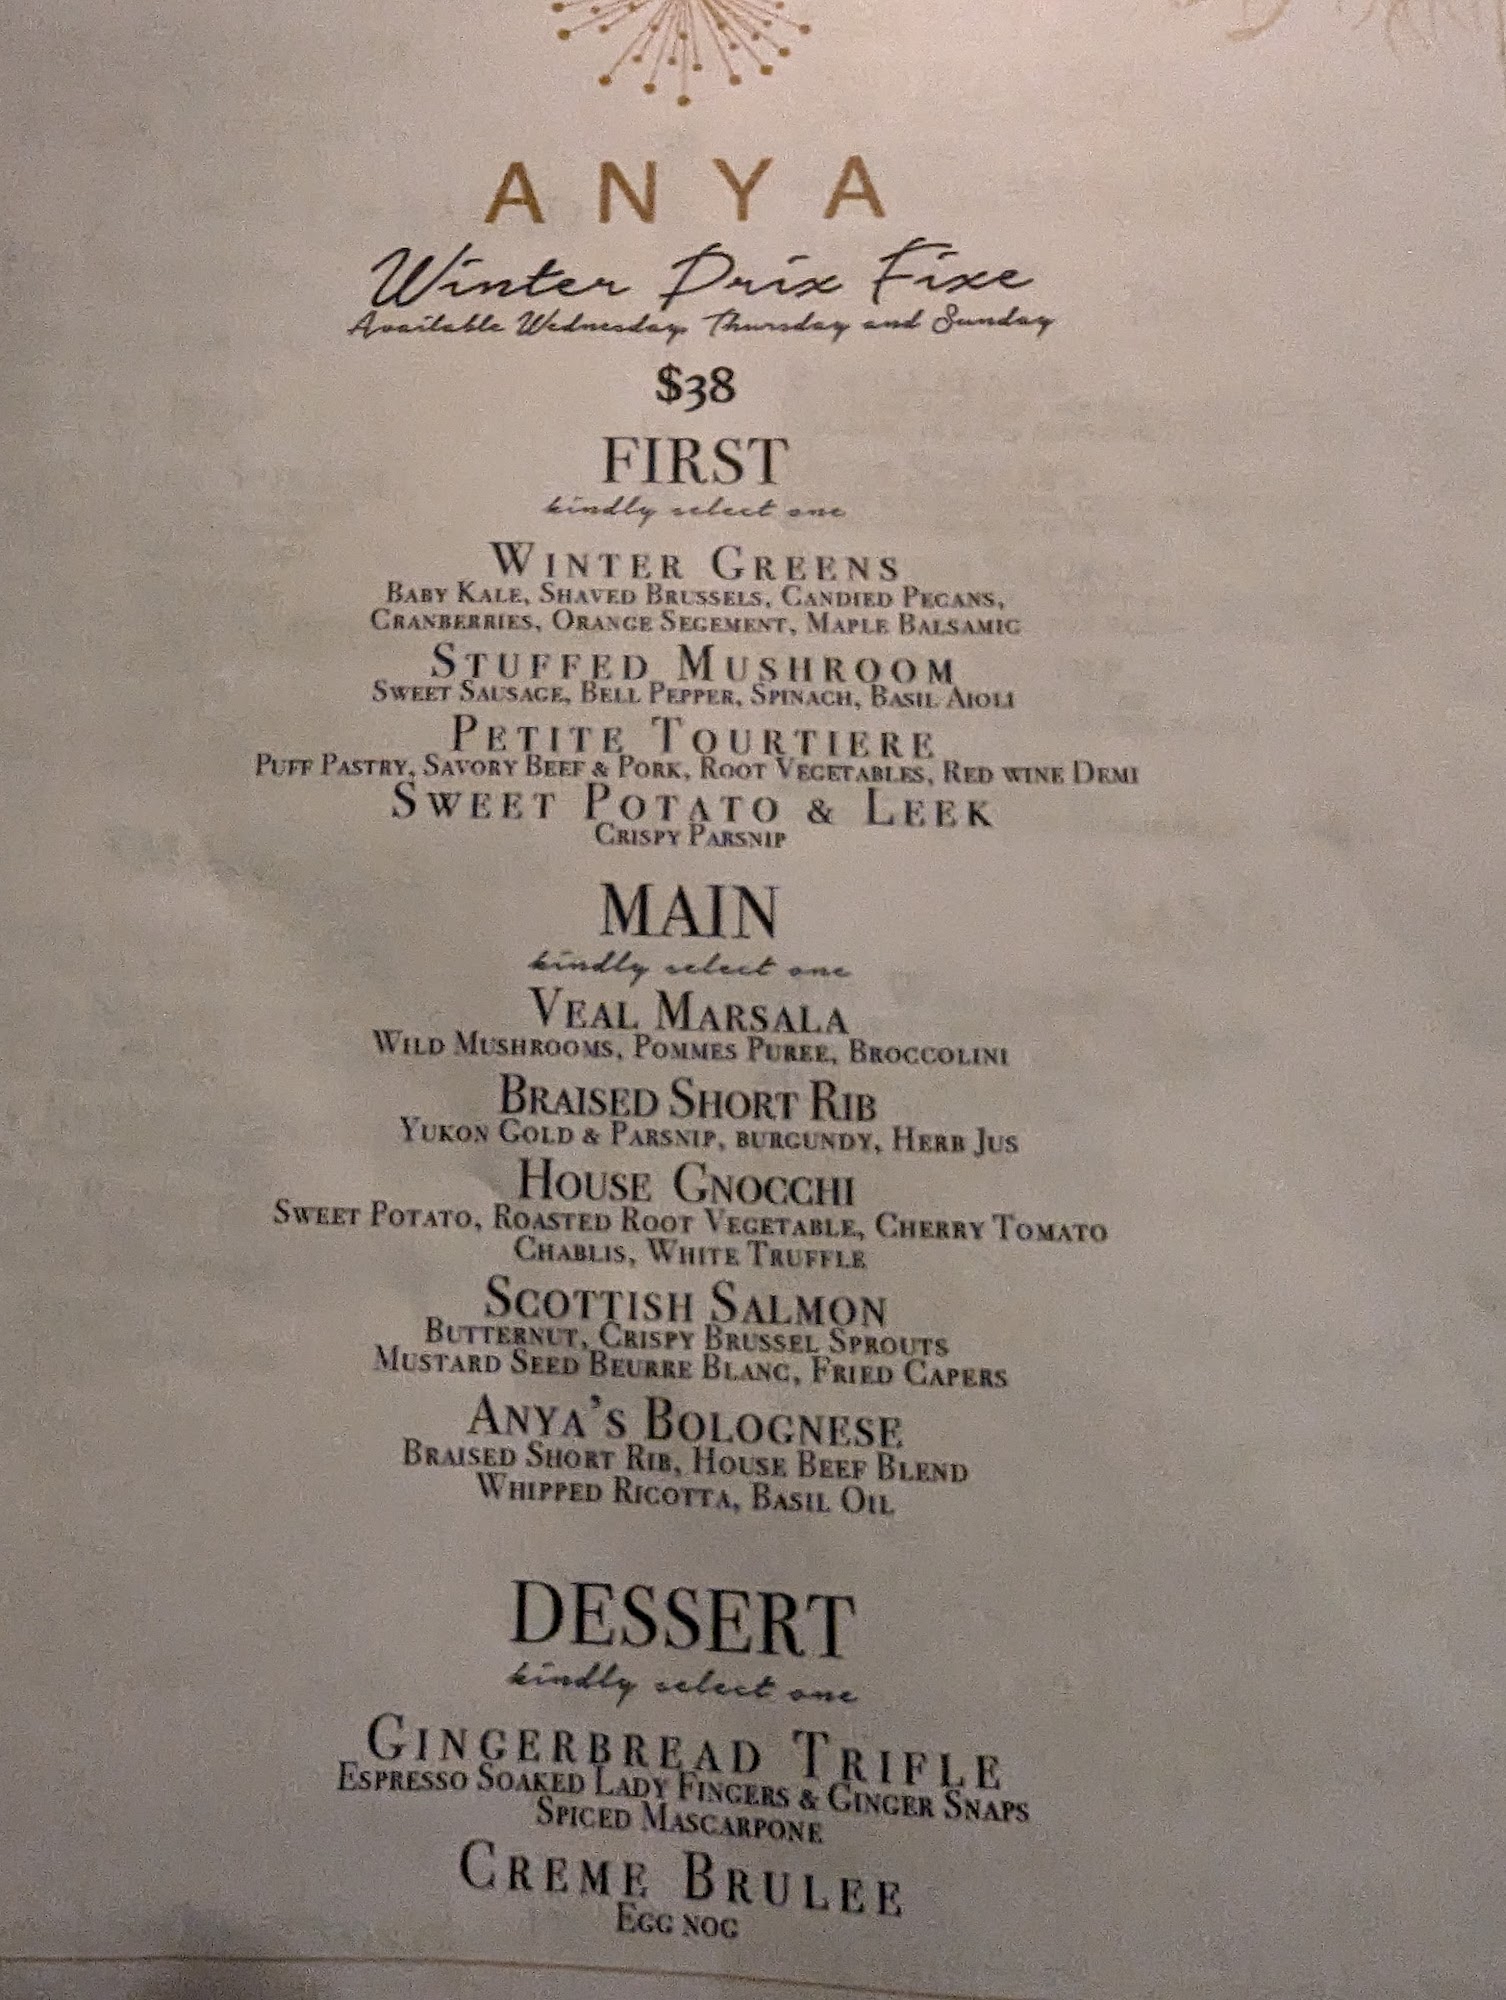 ANYA
Winter Prix Fixe
Available Wednesday, Thursday and Sunday
$38
FIRST
kindly select one
WINTER GREENS
BABY KALE, SHAVED BRUSSELS, CANDIED PECANS,
CRANBERRIES, ORANGE SEGEMENT, MAPLE BALSAMIC
STUFFED MUSHROOM
SWEET SAUSAGE, BELL PEPPER, SPINACH, BASIL AIOLI
PETITE TOURTIERE
PUFF PASTRY, SAVORY BEEF & PORK, ROOT VEGETABLES, RED WINE DEMI
SWEET POTATO & LEEK
CRISPY PARSNIP
MAIN
kindly select one
VEAL MARSALA
WILD MUSHROOMS, POMMES PUREE, BROCCOLINI
BRAISED SHORT RIB
YUKON GOLD & PARSNIP, BURGUNDY, HERB JUS
HOUSE GNOCCHI
SWEET POTATO, ROASTED ROOT VEGETABLE, CHERRY TOMATO
CHABLIS, WHITE TRUFFLE
SCOTTISH SALMON
BUTTERNUT, CRISPY BRUSSEL SPROUTS
MUSTARD SEED BEURRE BLANC, FRIED CAPERS
ANYA'S BOLOGNESE
BRAISED SHORT RIB, HOUSE BEEF BLEND
WHIPPED RICOTTA, BASIL OIL
DESSERT
kindly select one
GINGERBREAD TRIFLE
ESPRESSO SOAKED LADY FINGERS & GINGER SNAPS
SPICED MASCARPONE
CREME BRULEE
EGG NOG